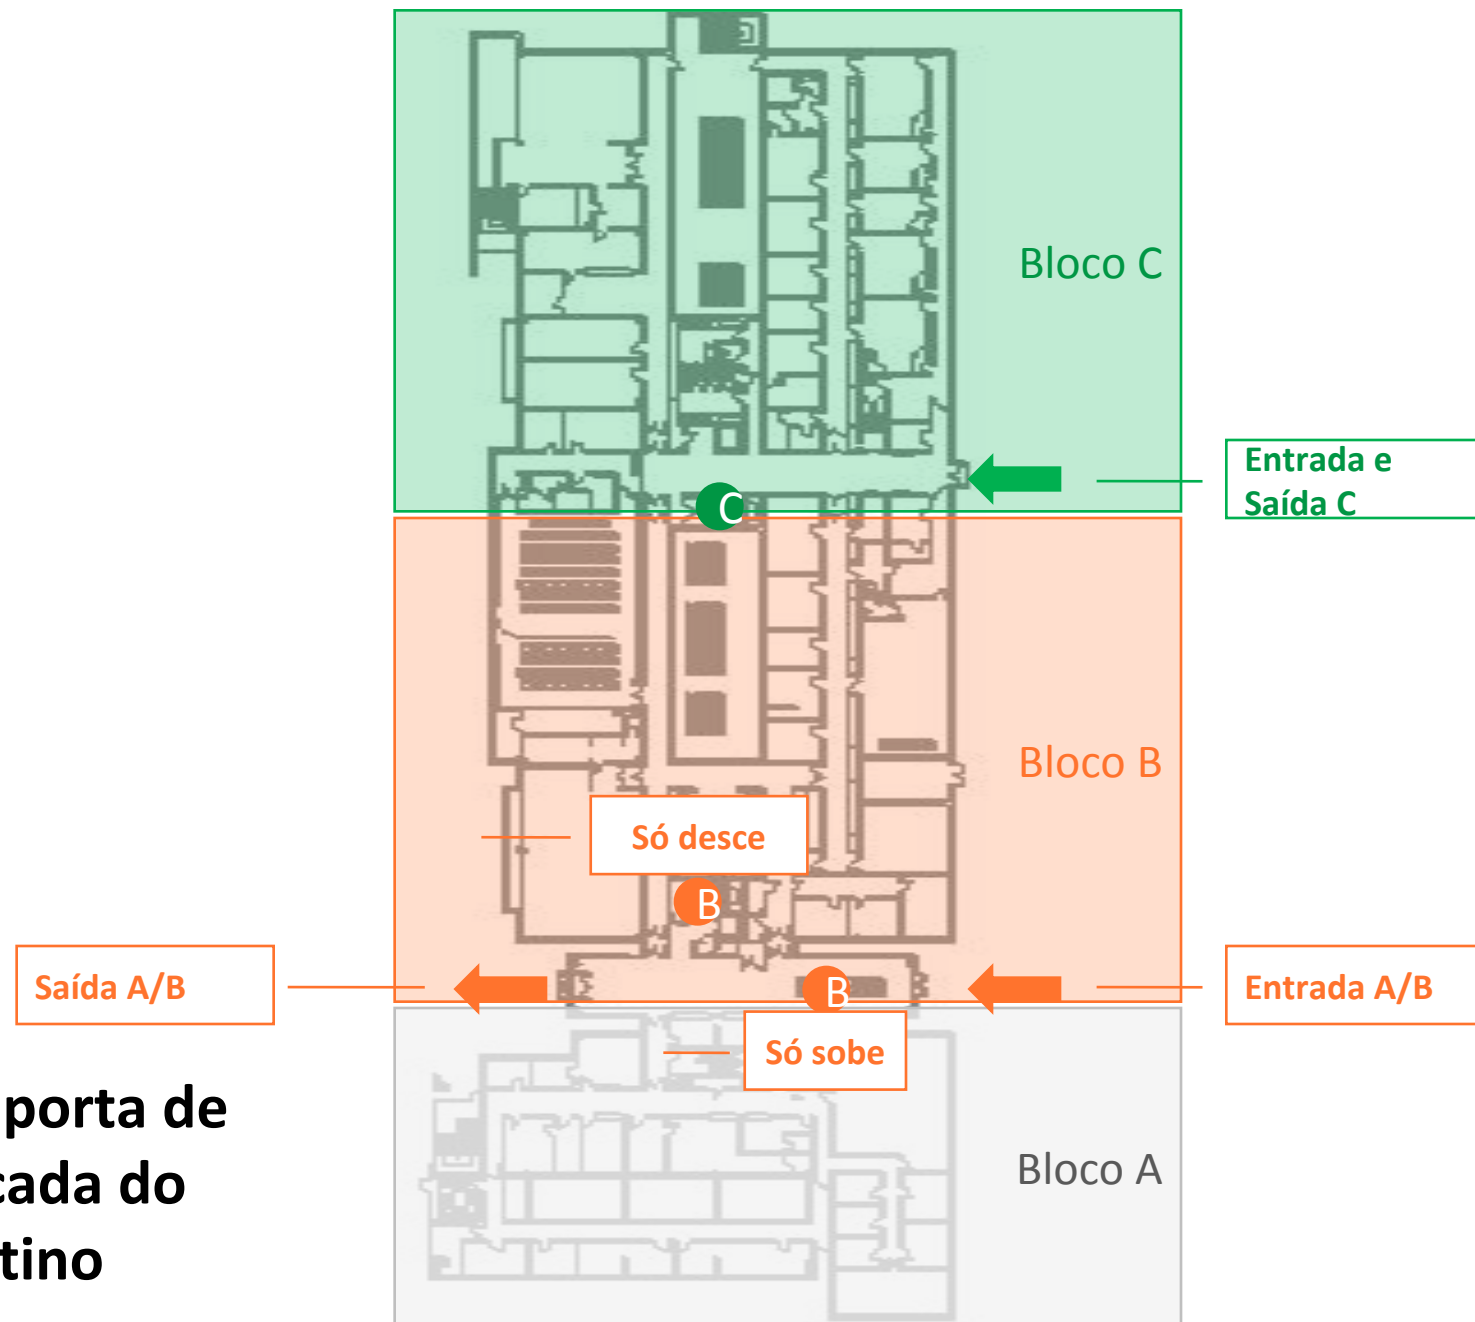 Bloco C
Entrada e
Saída C
C
Bloco B
Só desce
B
Saída A/B
B
Entrada A/B
Só sobe
porta de
cada do
tino
Bloco A